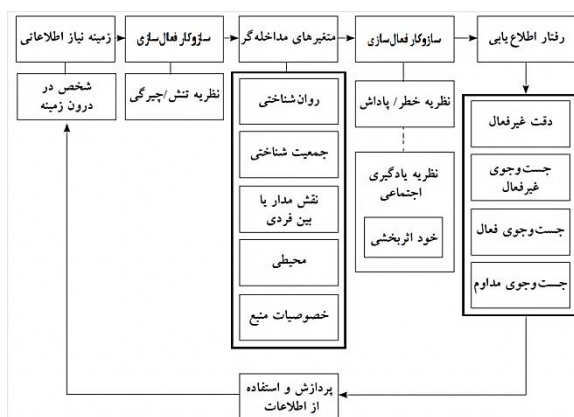 زمینه نیاز اطلاعاتی
سازوکار فعال‌سازی
متغیرهای مداخله‌گر
سازوکار فعال‌سازی
رفتار اطلاع‌یابی
شخص در
درون زمینه
نظریه تنش/چیرگی
روان‌شناختی
جمعیت شناختی
نقش مدار یا
بین فردی
محیطی
خصوصیات منبع
نظریه خطر/ پاداش
نظریه یادگیری
اجتماعی
خود اثربخشی
دقت غیرفعال
جست‌وجوی
غیرفعال
جست‌وجوی فعال
جست‌وجوی مداوم
پردازش و استفاده
از اطلاعات